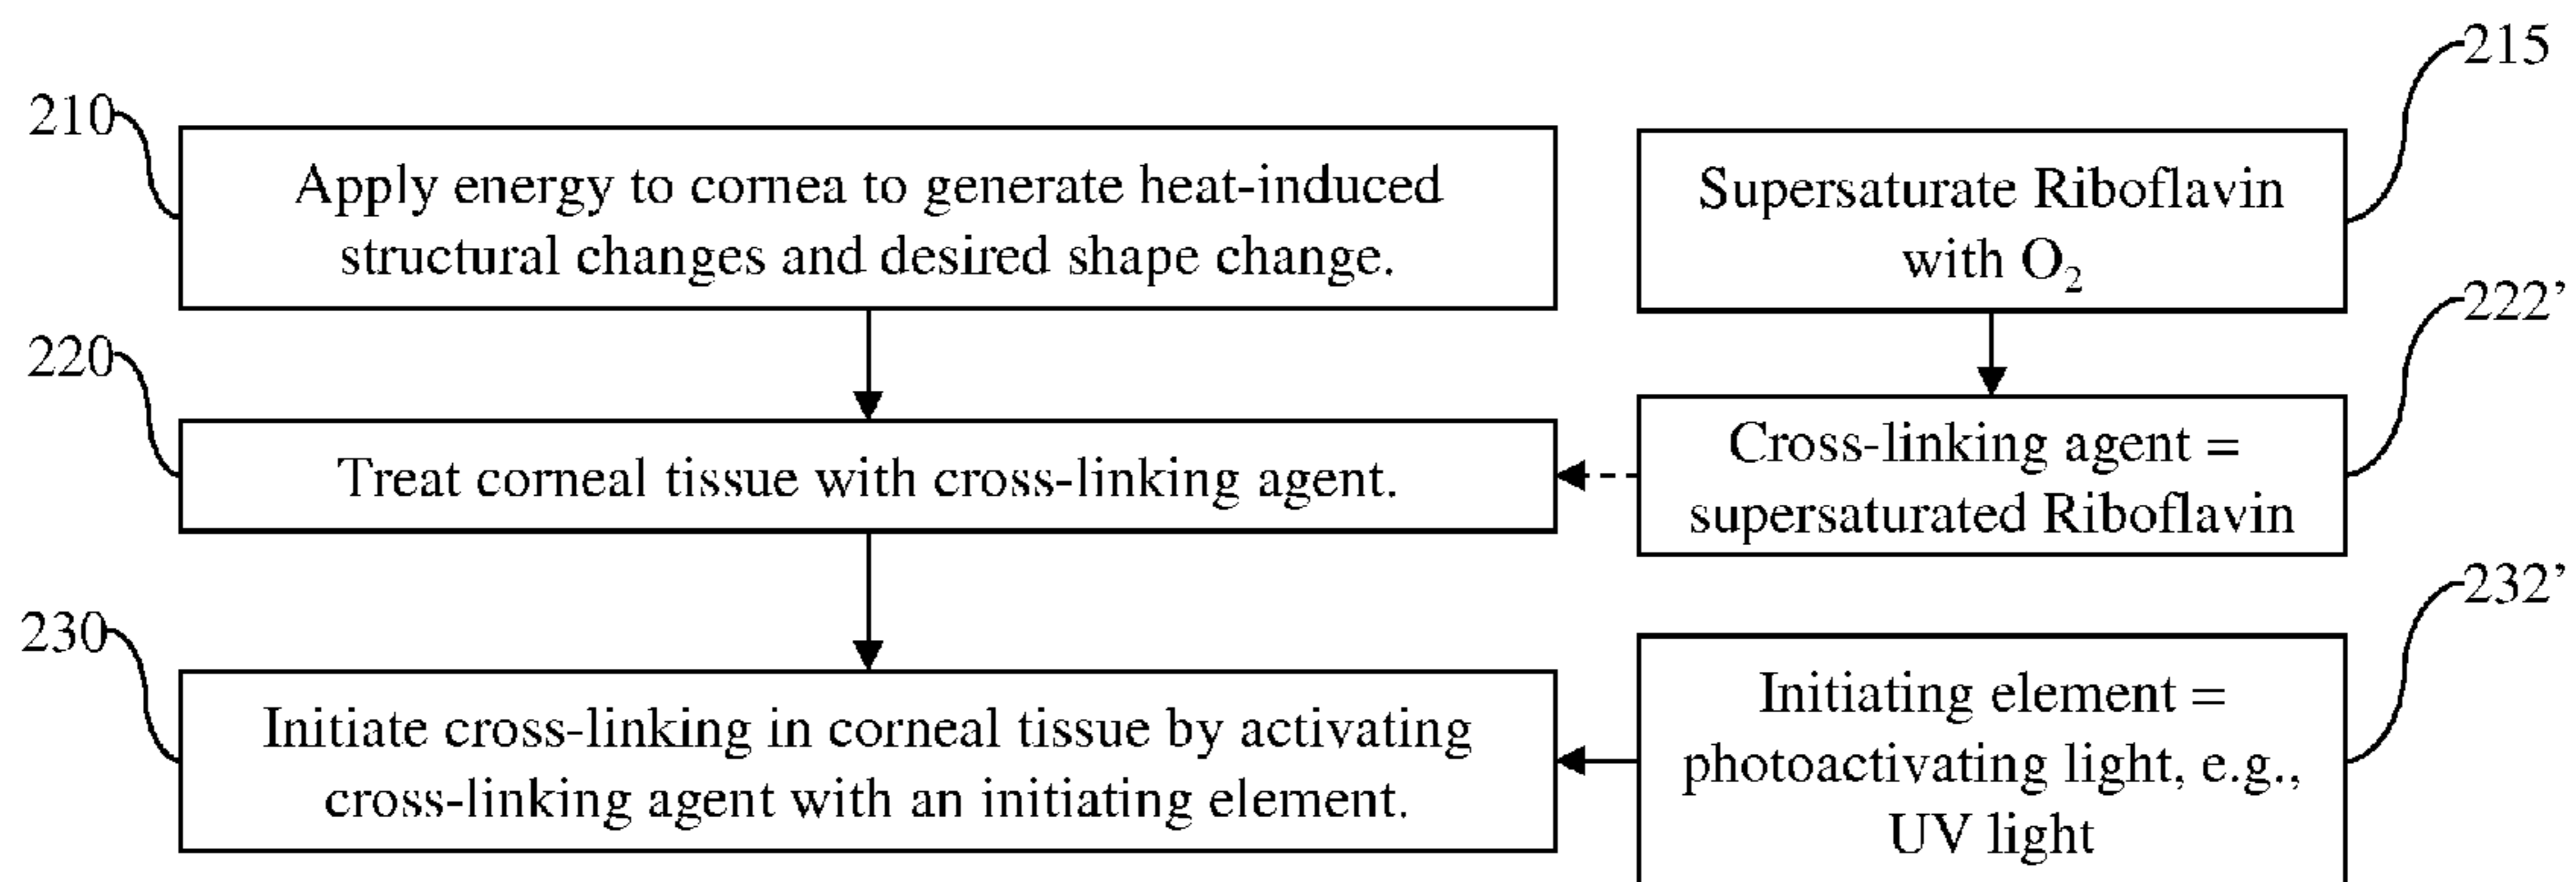 210
Apply energy to cornea to generate heat-induced
structural changes and desired shape change.
215
Supersaturate Riboflavin
with O₂
220
Treat corneal tissue with cross-linking agent.
222’
Cross-linking agent =
supersaturated Riboflavin
230
Initiate cross-linking in corneal tissue by activating
cross-linking agent with an initiating element.
232’
Initiating element =
photoactivating light, e.g.,
UV light